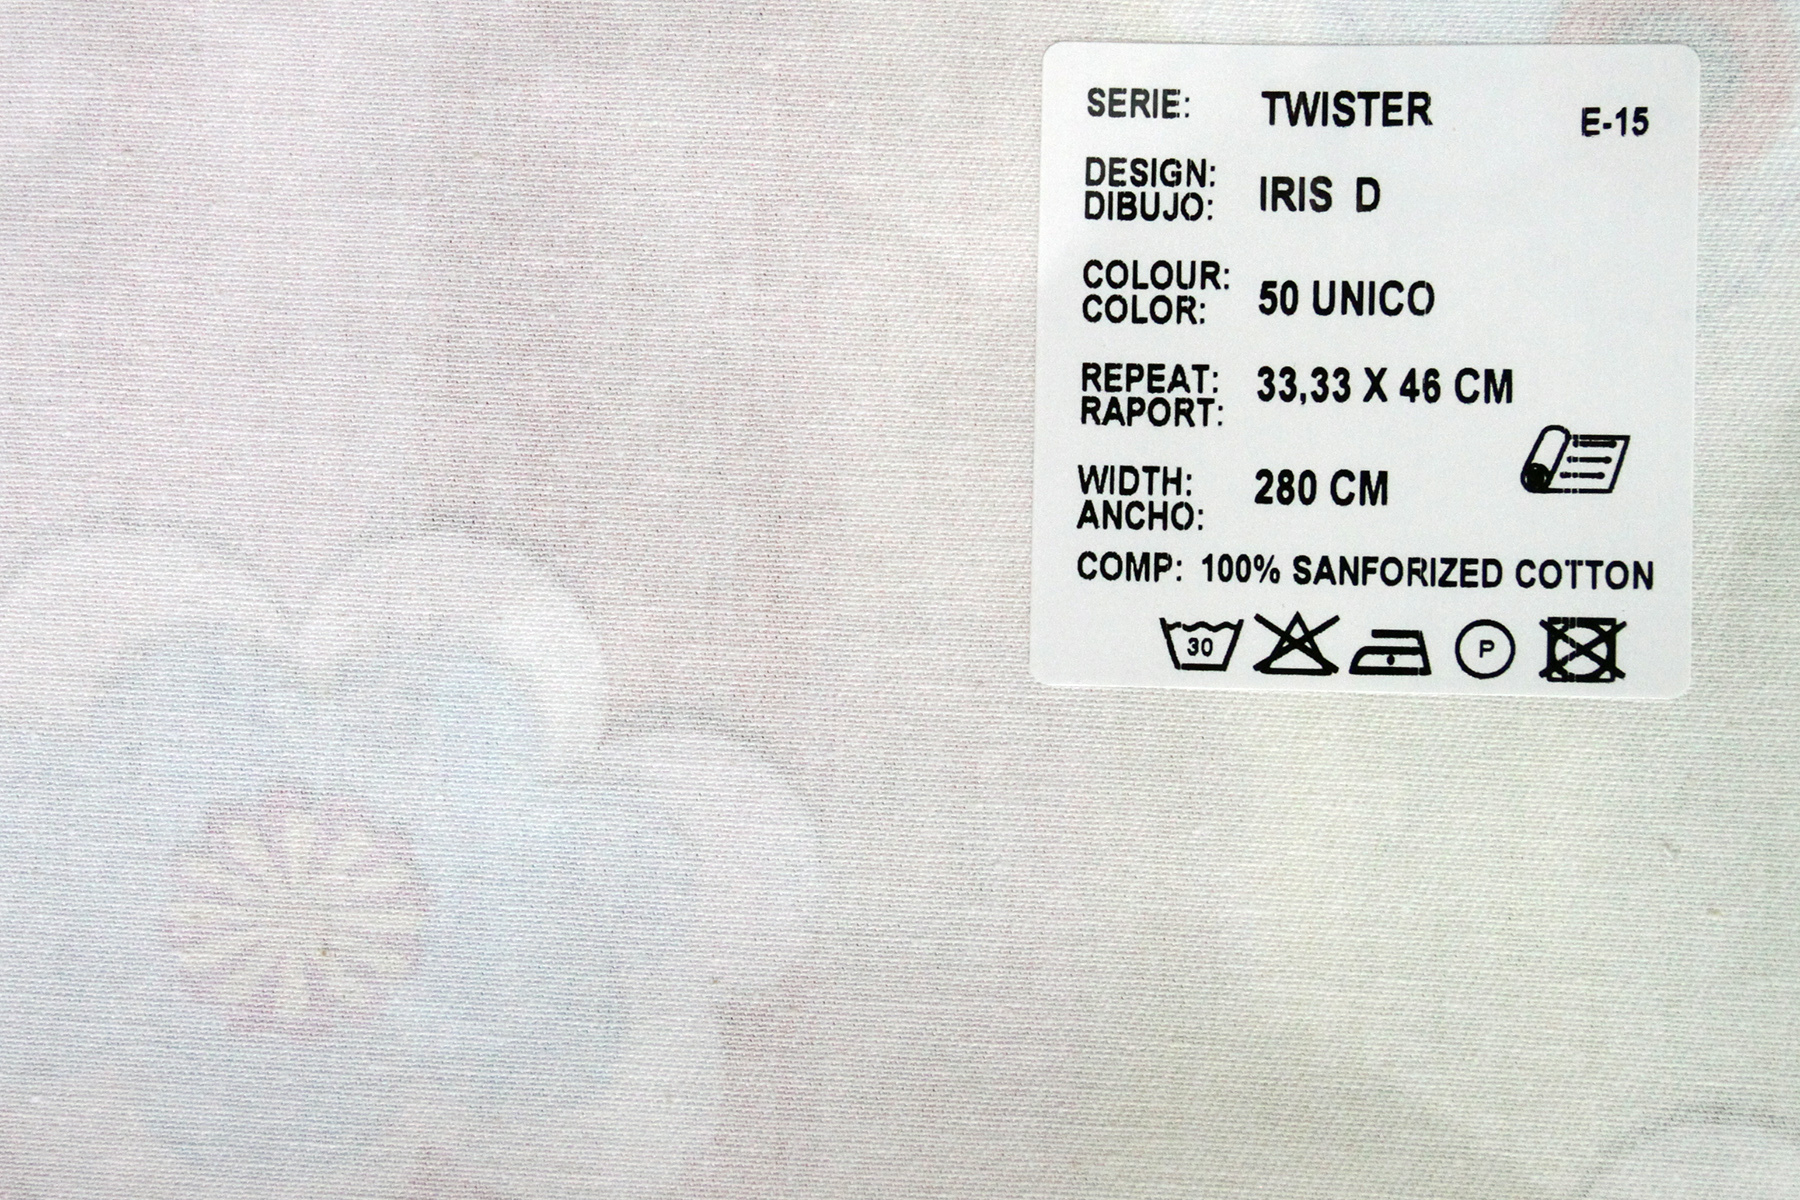 SERIE: TWISTER E-15
DESIGN: IRIS D
DIBUJO:
COLOUR: 50 UNICO
COLOR:
REPEAT: 33,33 X 46 CM
RAPORT:
WIDTH: 280 CM
ANCHO:
COMP: 100% SANFORIZED COTTON
30 P